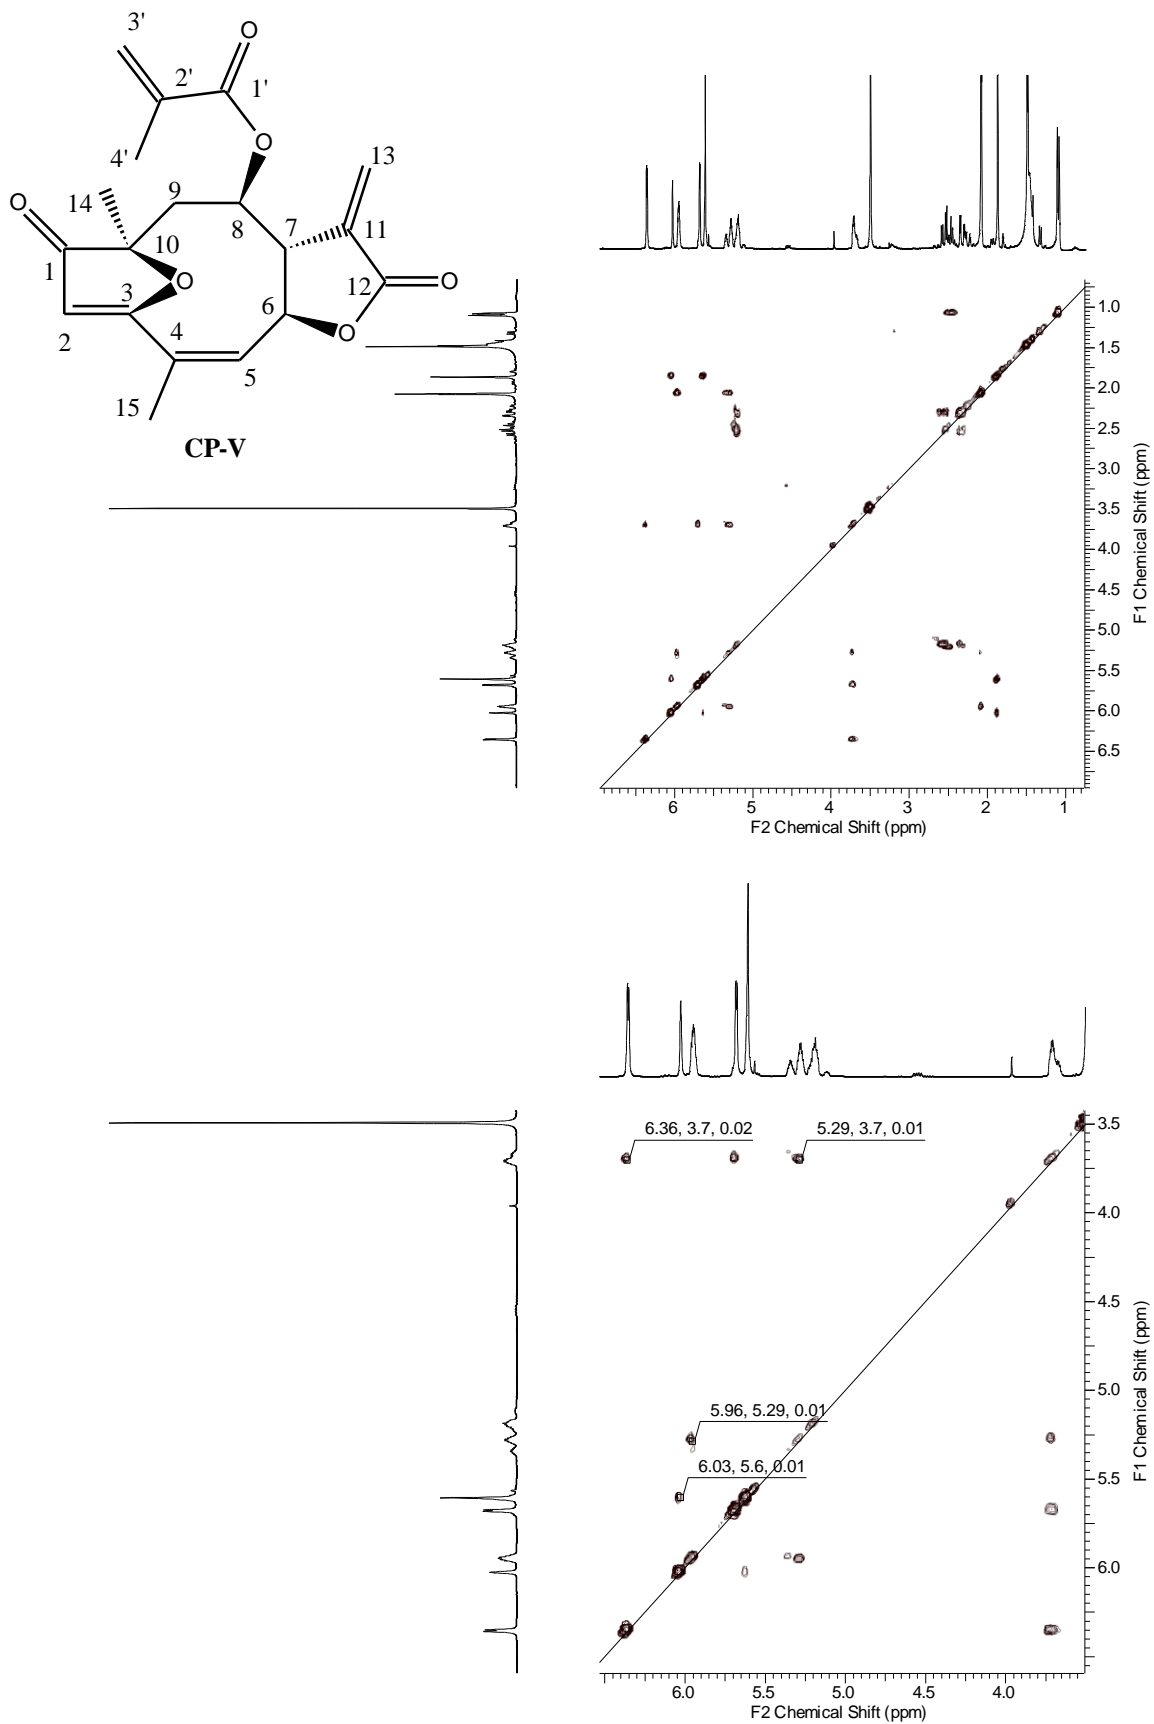 3'
O
2'
1'
O
4'
13
14
9
O
8
7
11
10
1
O
12
O
3
6
O
2
4
5
15
CP-V
1.0
1.5
2.0
2.5
3.0
3.5
4.0
4.5
5.0
5.5
6.0
6.5
F1 Chemical Shift (ppm)
6 5 4 3 2 1
F2 Chemical Shift (ppm)
6.36, 3.7, 0.02 5.29, 3.7, 0.01
5.96, 5.29, 0.01
6.03, 5.6, 0.01
3.5
4.0
4.5
5.0
5.5
6.0
F1 Chemical Shift (ppm)
6.0 5.5 5.0 4.5 4.0
F2 Chemical Shift (ppm)